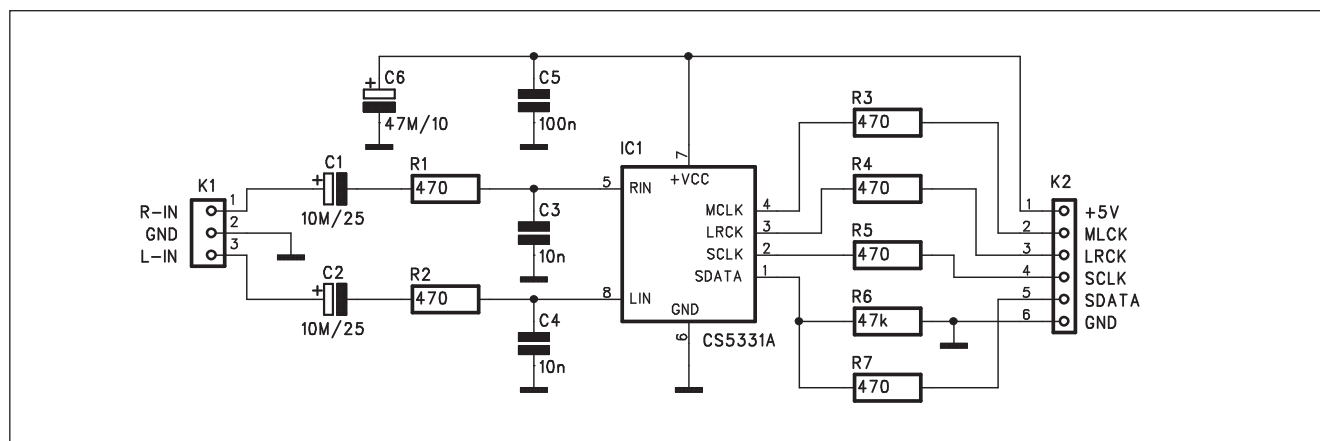 C6
+
47M/10
C5
100n
K1
R-IN
GND
L-IN
1
2
3
C1
+
10M/25
R1
470
C3
10n
C2
+
10M/25
R2
470
C4
10n
IC1
7
+VCC
5
RIN
8
LIN
MCLK
4
LRCK
3
SCLK
2
SDATA
1
GND
6
CS5331A
R3
470
R4
470
R5
470
R6
47k
R7
470
K2
1
+5V
2
MLCK
3
LRCK
4
SCLK
5
SDATA
6
GND